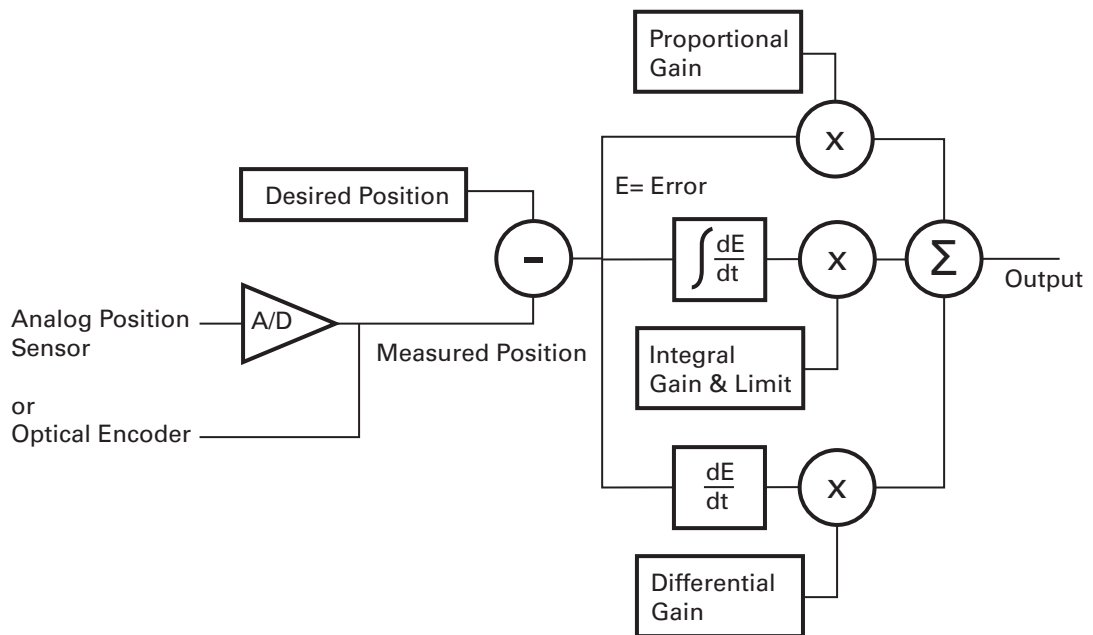 Proportional
Gain
x
Desired Position
E= Error
-
∫ dE
dt
x
Σ
Output
Analog Position
Sensor
A/D
Measured Position
Integral
Gain & Limit
or
Optical Encoder
dE
dt
x
Differential
Gain